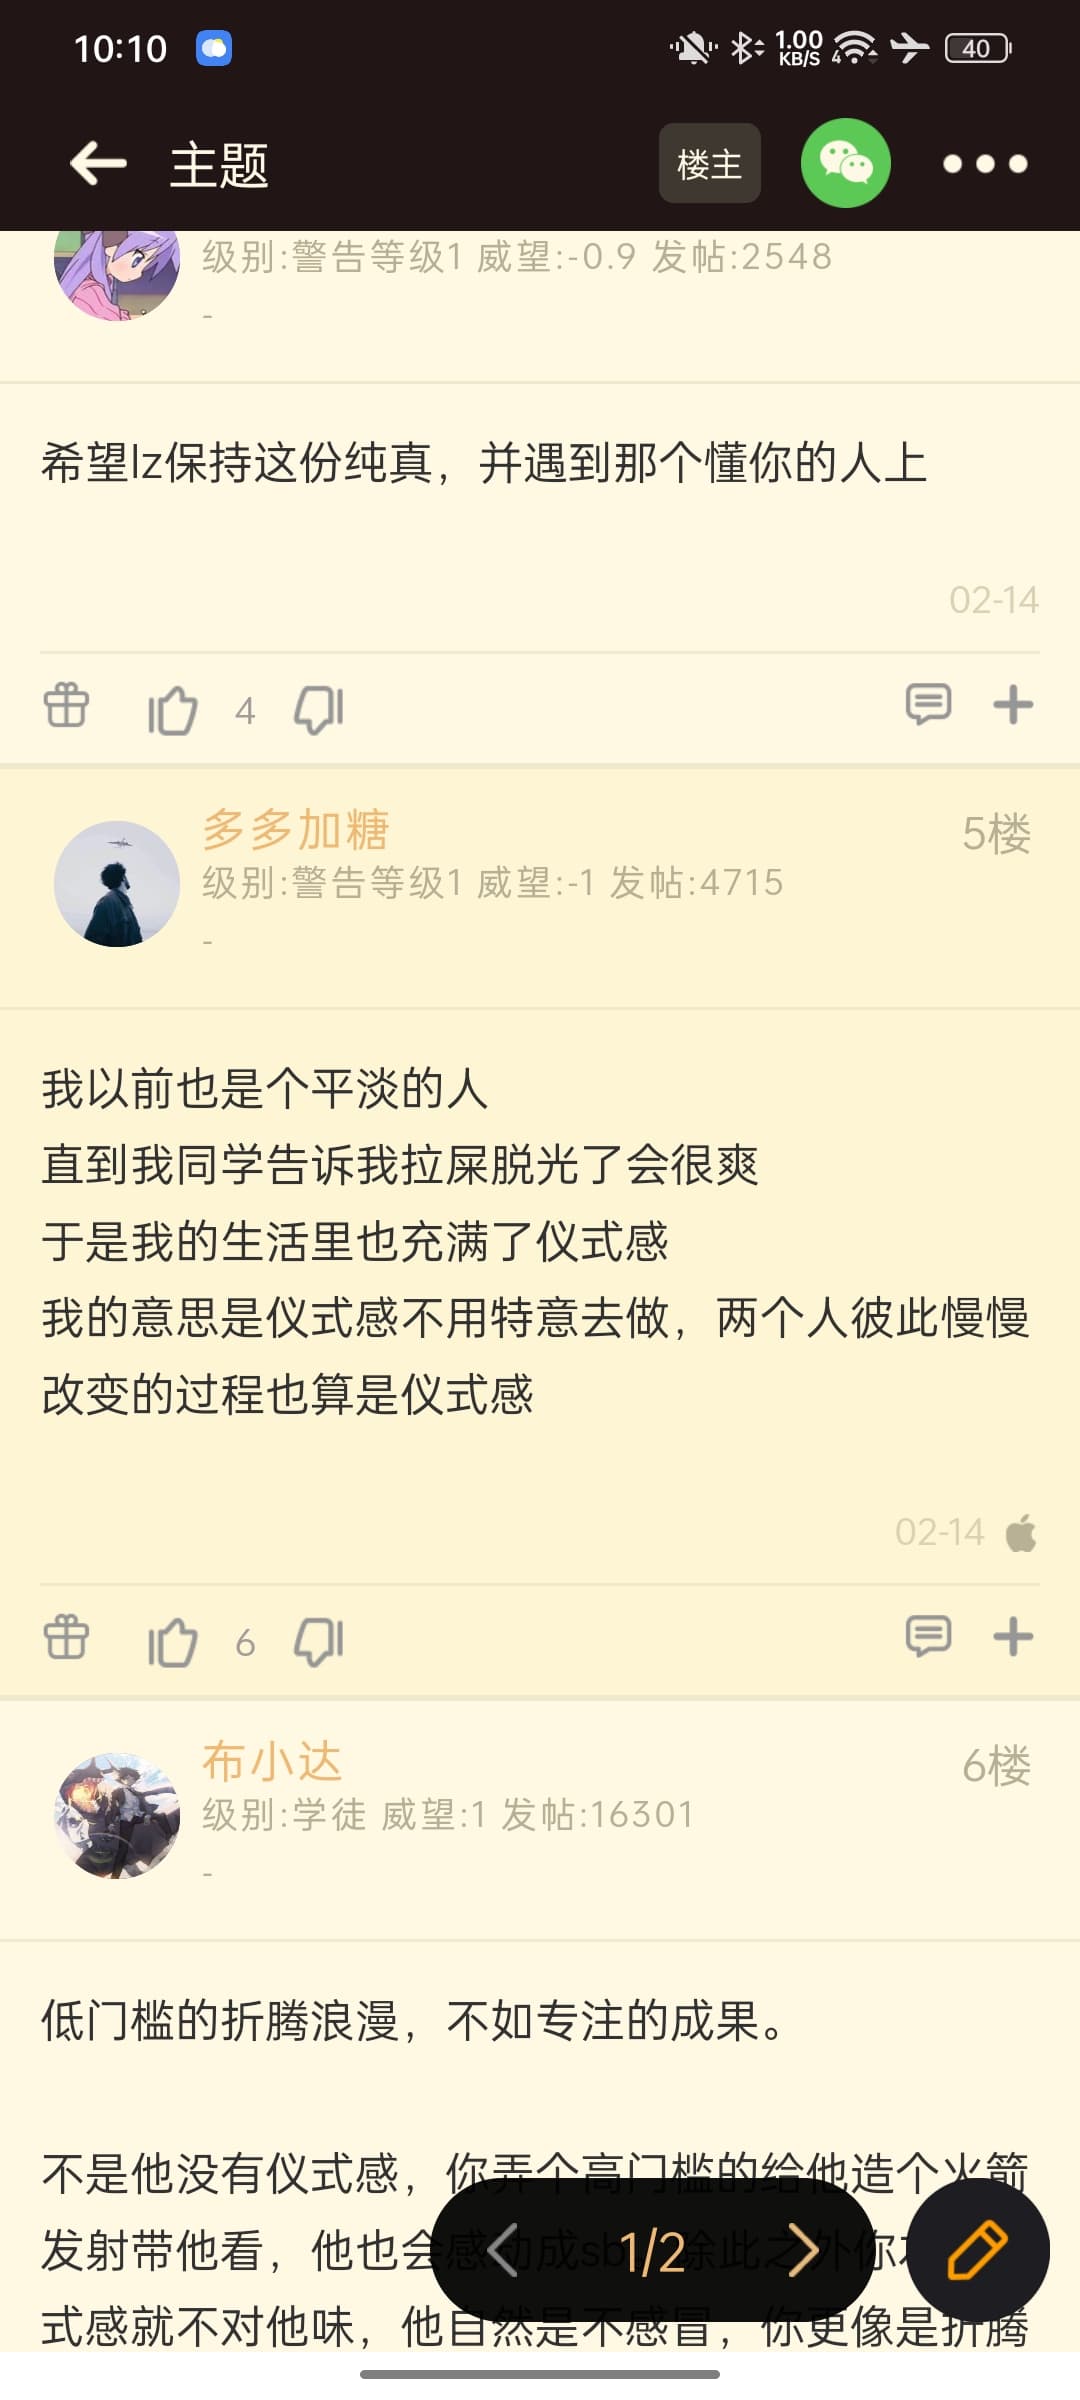 10:10
1.00
KB/S
4
40
主题
楼主
级别:警告等级1 威望:-0.9 发帖:2548
-
希望lz保持这份纯真，并遇到那个懂你的人上
02-14
4
多多加糖
5楼
级别:警告等级1 威望:-1 发帖:4715
-
我以前也是个平淡的人
直到我同学告诉我拉屎脱光了会很爽
于是我的生活里也充满了仪式感
我的意思是仪式感不用特意去做，两个人彼此慢慢
改变的过程也算是仪式感
02-14
6
布小达
6楼
级别:学徒 威望:1 发帖:16301
-
低门槛的折腾浪漫，不如专注的成果。
不是他没有仪式感，你弄个高门槛的给他造个火箭
发射带他看，他也会感动成sb 除此之外你
式感就不对他味，他自然是不感冒，你更像是折腾
1/2